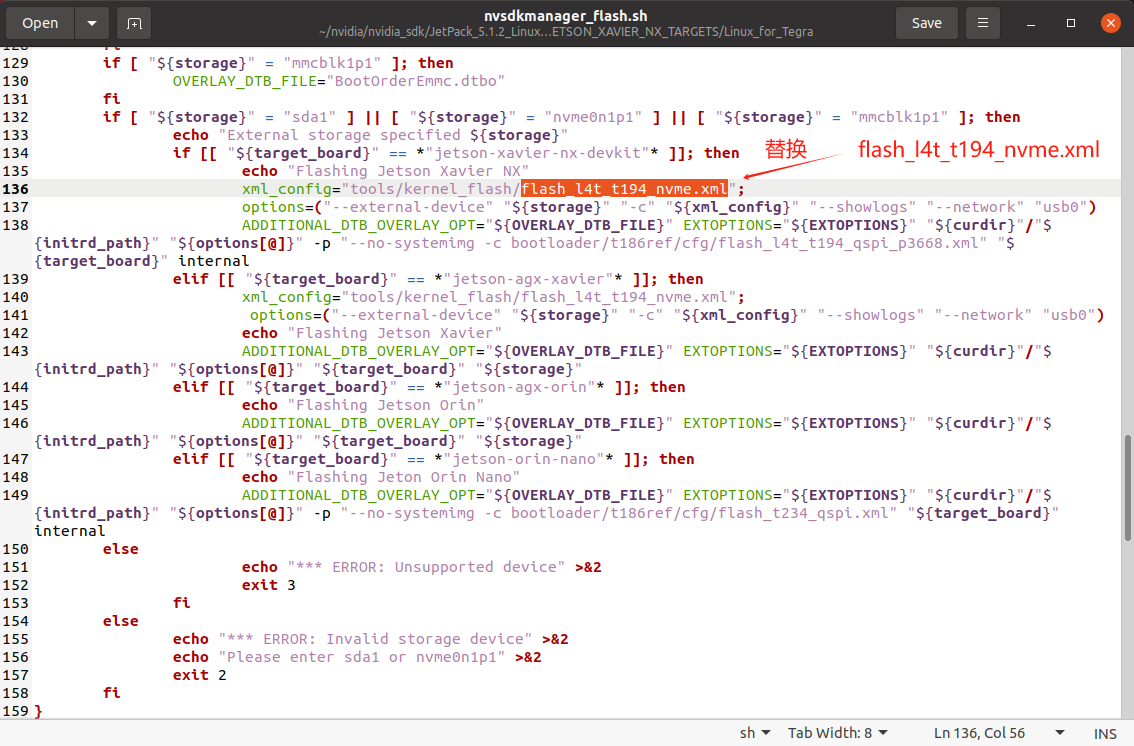 Open
nvsdkmanager_flash.sh
~/nvidia/nvidia_sdk/JetPack_5.1.2_Linux...ETSON_XAVIER_NX_TARGETS/Linux_for_Tegra
Save
128 fi
129 if [ "${storage}" = "mmcblk1p1" ]; then
130 OVERLAY_DTB_FILE="BootOrderEmmc.dtbo"
131 fi
132 if [ "${storage}" = "sda1" ] || [ "${storage}" = "nvme0n1p1" ] || [ "${storage}" = "mmcblk1p1" ]; then
133 echo "External storage specified ${storage}"
134 if [[ "${target_board}" == *"jetson-xavier-nx-devkit"* ]]; then
替换 flash_l4t_t194_nvme.xml
135 echo "Flashing Jetson Xavier NX"
136 xml_config="tools/kernel_flash/flash_l4t_t194_nvme.xml";
137 options=("--external-device" "${storage}" "-c" "${xml_config}" "--showlogs" "--network" "usb0")
138 ADDITIONAL_DTB_OVERLAY_OPT="${OVERLAY_DTB_FILE}" EXTOPTIONS="${EXTOPTIONS}" "${curdir}"/"$
{initrd_path}" "${options[@]}" -p "--no-systemimg -c bootloader/t186ref/cfg/flash_l4t_t194_qspi_p3668.xml" "$
{target_board}" internal
139 elif [[ "${target_board}" == *"jetson-agx-xavier"* ]]; then
140 xml_config="tools/kernel_flash/flash_l4t_t194_nvme.xml";
141 options=("--external-device" "${storage}" "-c" "${xml_config}" "--showlogs" "--network" "usb0")
142 echo "Flashing Jetson Xavier"
143 ADDITIONAL_DTB_OVERLAY_OPT="${OVERLAY_DTB_FILE}" EXTOPTIONS="${EXTOPTIONS}" "${curdir}"/"$
{initrd_path}" "${options[@]}" "${target_board}" "${storage}"
144 elif [[ "${target_board}" == *"jetson-agx-orin"* ]]; then
145 echo "Flashing Jetson Orin"
146 ADDITIONAL_DTB_OVERLAY_OPT="${OVERLAY_DTB_FILE}" EXTOPTIONS="${EXTOPTIONS}" "${curdir}"/"$
{initrd_path}" "${options[@]}" "${target_board}" "${storage}"
147 elif [[ "${target_board}" == *"jetson-orin-nano"* ]]; then
148 echo "Flashing Jeton Orin Nano"
149 ADDITIONAL_DTB_OVERLAY_OPT="${OVERLAY_DTB_FILE}" EXTOPTIONS="${EXTOPTIONS}" "${curdir}"/"$
{initrd_path}" "${options[@]}" -p "--no-systemimg -c bootloader/t186ref/cfg/flash_t234_qspi.xml" "${target_board}"
internal
150 else
151 echo "*** ERROR: Unsupported device" >&2
152 exit 3
153 fi
154 else
155 echo "*** ERROR: Invalid storage device" >&2
156 echo "Please enter sda1 or nvme0n1p1" >&2
157 exit 2
158 fi
159 }
sh Tab Width: 8 Ln 136, Col 56 INS